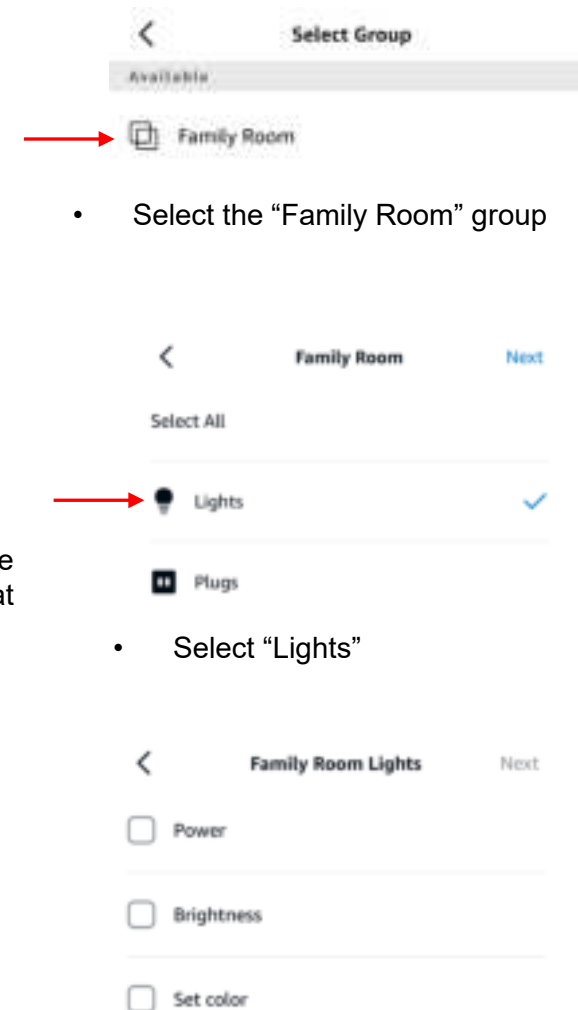 Select Group
Available
Family Room
• Select the “Family Room” group
Family Room Next
Select All
Lights
e
at
Plugs
• Select “Lights”
Family Room Lights Next
Power
Brightness
Set color